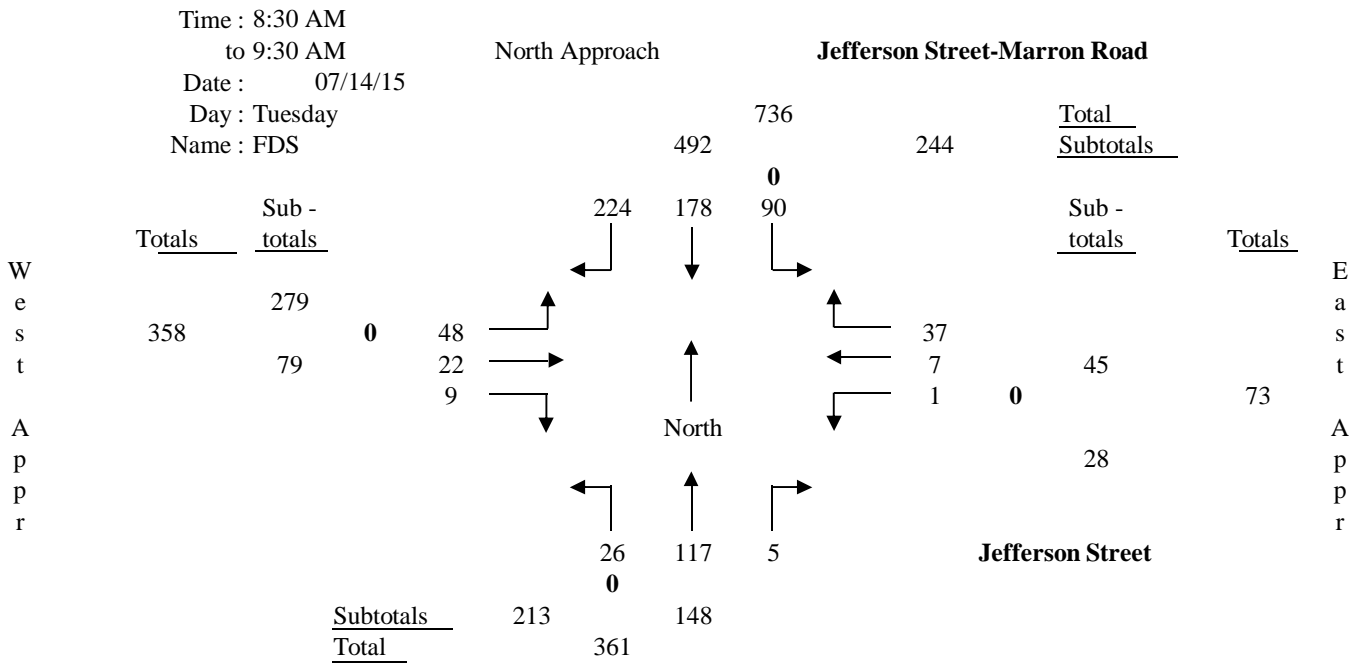 Time : 8:30 AM
to 9:30 AM North Approach Jefferson Street-Marron Road
Date : 07/14/15
Day : Tuesday 736 Total
Name : FDS 492 244 Subtotals
0
Sub - 224 178 90 Sub -
Totals totals totals Totals
W E
e 279 a
s 358 0 48 37 s
t 79 22 7 45 t
9 1 0 73
A North A
p 28 p
p p
r r
26 117 5 Jefferson Street
0
Subtotals 213 148
Total 361